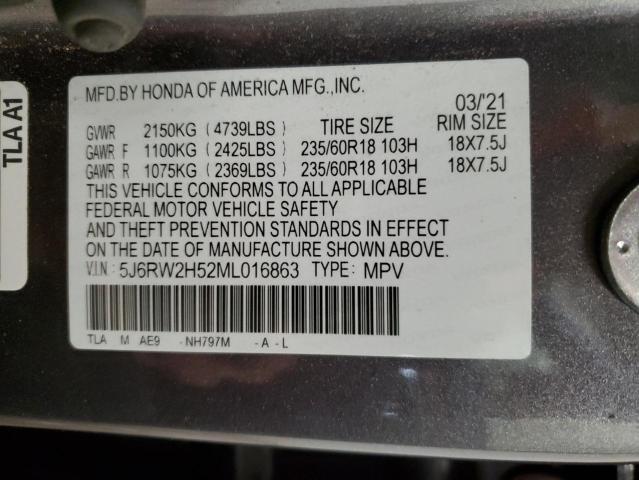 TLA A1
MFD.BY HONDA OF AMERICA MFG.,INC.
03/'21
GVWR 2150KG (4739LBS) TIRE SIZE RIM SIZE
GAWR F 1100KG (2425LBS) 235/60R18 103H 18X7.5J
GAWR R 1075KG (2369LBS) 235/60R18 103H 18X7.5J
THIS VEHICLE CONFORMS TO ALL APPLICABLE
FEDERAL MOTOR VEHICLE SAFETY
AND THEFT PREVENTION STANDARDS IN EFFECT
ON THE DATE OF MANUFACTURE SHOWN ABOVE.
V.I.N: 5J6RW2H52ML016863 TYPE: MPV
TLA M AE9 -NH797M -A-L